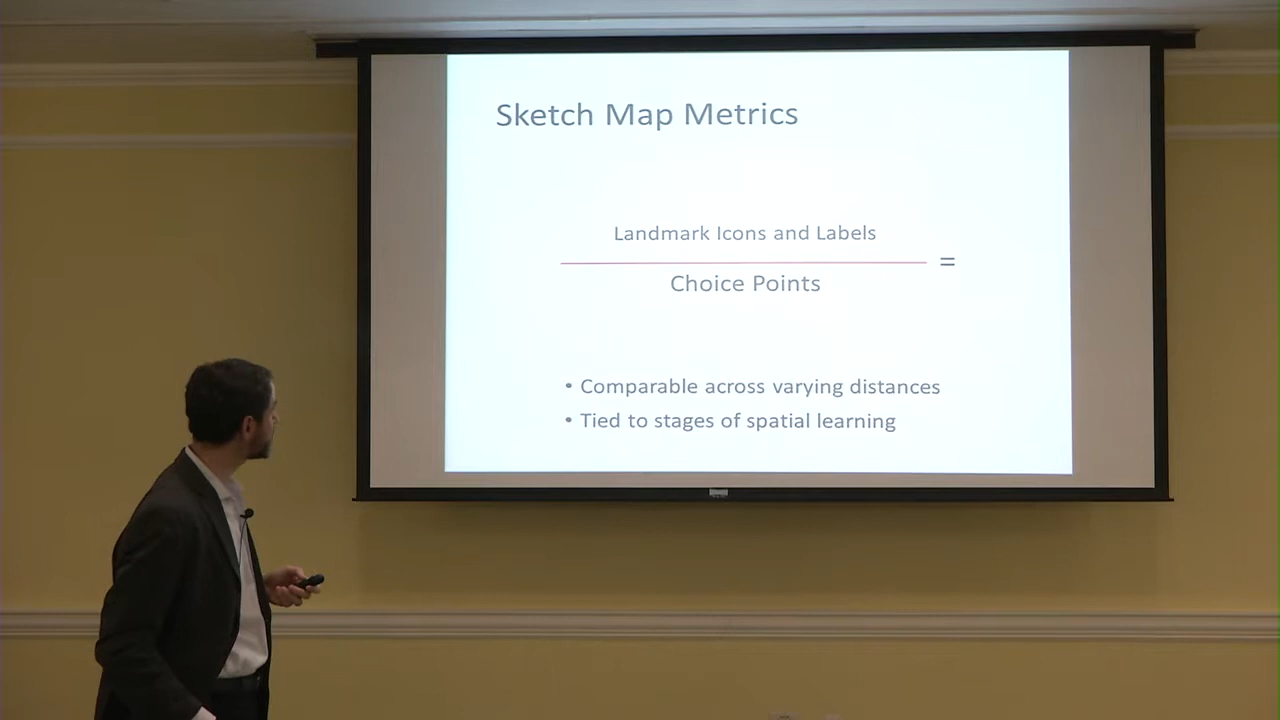 Sketch Map Metrics
Landmark Icons and Labels
=
Choice Points
• Comparable across varying distances
• Tied to stages of spatial learning